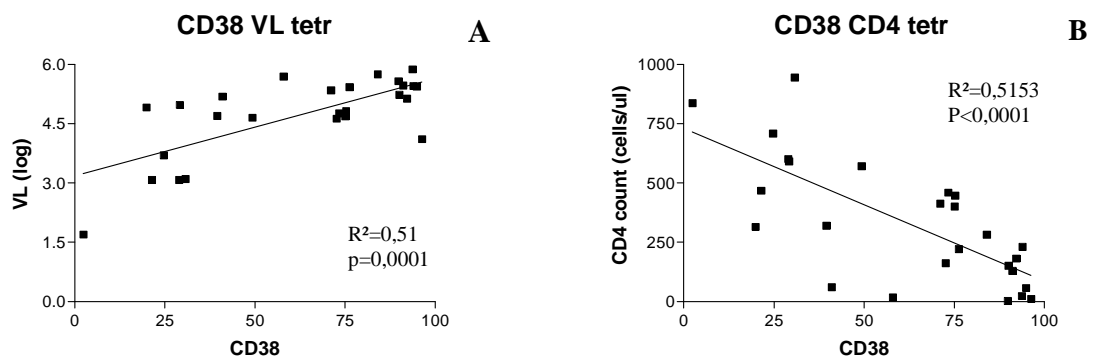 CD38 VL tetr
A
6.0
4.5
3.0
1.5
0.0
VL (log)
R²=0,51
p=0,0001
0
25
50
75
100
CD38
CD38 CD4 tetr
B
1000
750
500
250
0
CD4 count (cells/ul)
R²=0,5153
P<0,0001
0
25
50
75
100
CD38